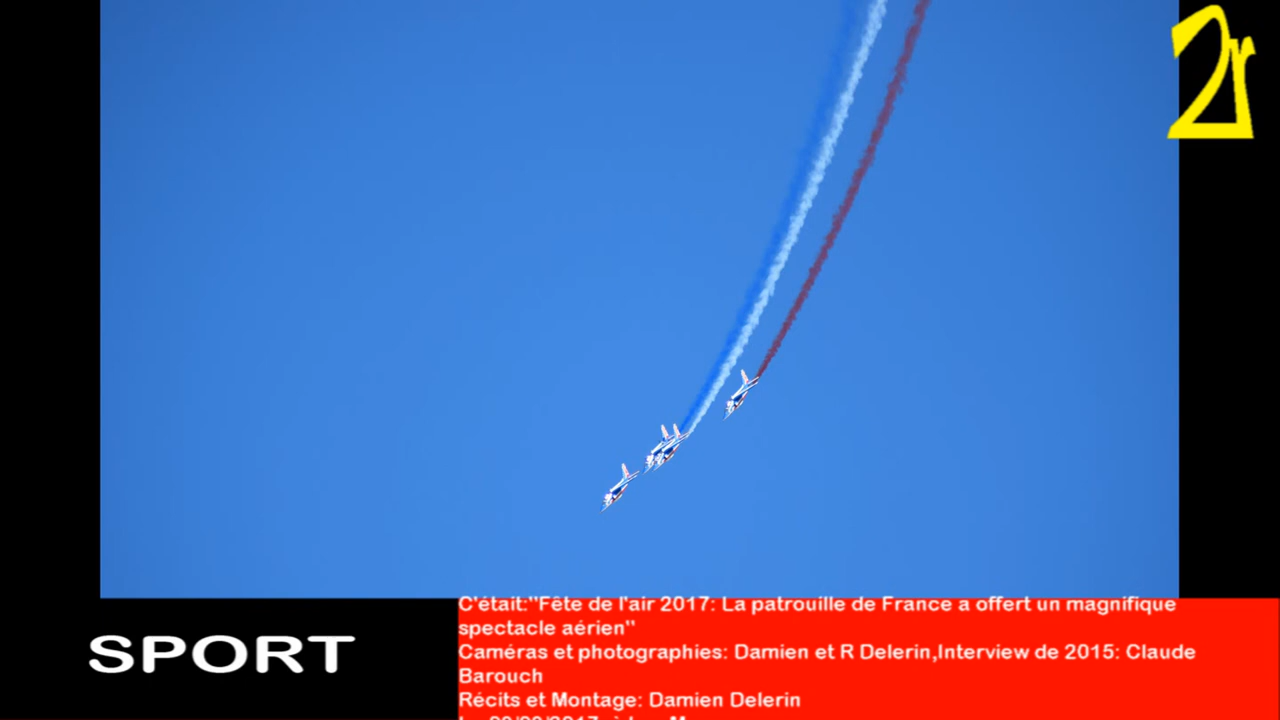 2r
C'était:"Fête de l'air 2017: La patrouille de France a offert un magnifique
spectacle aérien"
SPORT
Caméras et photographies: Damien et R Delerin,Interview de 2015: Claude
Barouch
Récits et Montage: Damien Delerin